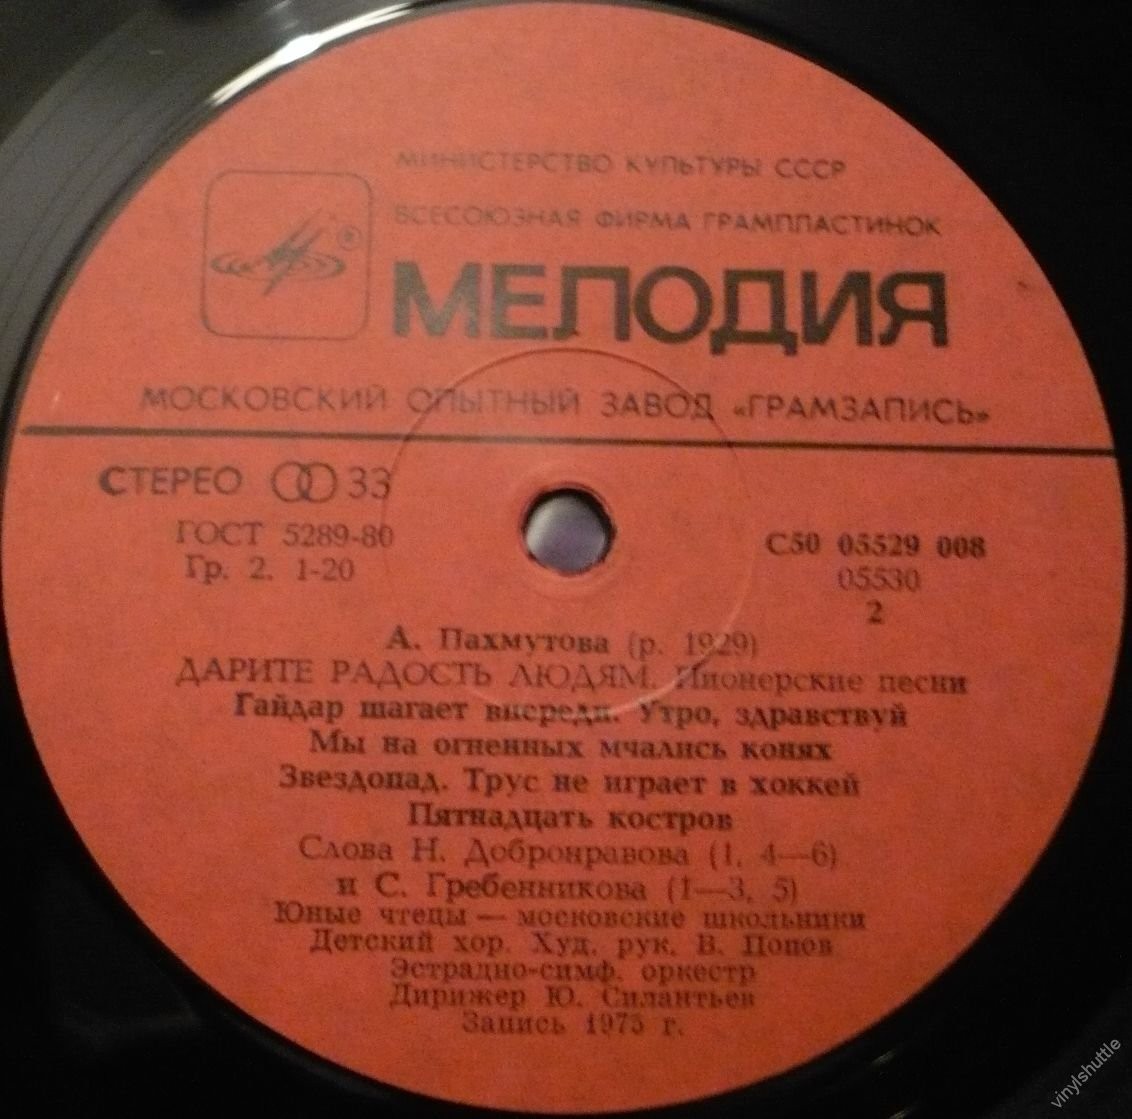 МИНИСТЕРСТВО КУЛЬТУРЫ СССР
ВСЕСОЮЗНАЯ ФИРМА ГРАМПЛАСТИНОК
®
МЕЛОДИЯ
МОСКОВСКИЙ ОПЫТНЫЙ ЗАВОД «ГРАМЗАПИСЬ»
СТЕРЕО 33
ГОСТ 5289-80
Гр. 2. 1-20
С50 05529 008
05530
2
А. Пахмутова (р. 1929)
ДАРИТЕ РАДОСТЬ ЛЮДЯМ. Пионерские песни
Гайдар шагает впереди. Утро, здравствуй
Мы на огненных мчались конях
Звездопад. Трус не играет в хоккей
Пятнадцать костров
Слова Н. Добронравова (1, 4—6)
и С. Гребенникова (1—3, 5)
Юные чтецы — московские школьники
Детский хор. Худ. рук. В. Попов
Эстрадно-симф. оркестр
Дирижер Ю. Силантьев
Запись 1975 г.
vinylshuttle